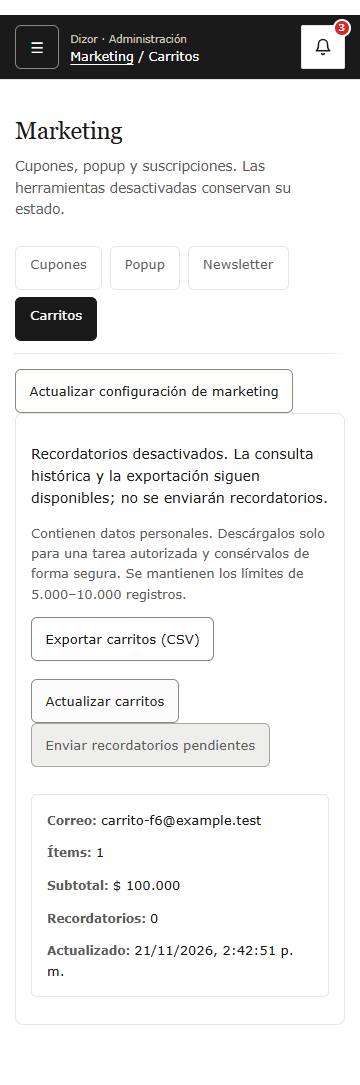 ☰
Dizor · Administración
Marketing / Carritos
3
Marketing
Cupones, popup y suscripciones. Las
herramientas desactivadas conservan su
estado.
Cupones
Popup
Newsletter
Carritos
Actualizar configuración de marketing
Recordatorios desactivados. La consulta
histórica y la exportación siguen
disponibles; no se enviarán recordatorios.
Contienen datos personales. Descárgalos solo
para una tarea autorizada y consérvalos de
forma segura. Se mantienen los límites de
5.000–10.000 registros.
Exportar carritos (CSV)
Actualizar carritos
Enviar recordatorios pendientes
Correo: carrito-f6@example.test
Ítems: 1
Subtotal: $ 100.000
Recordatorios: 0
Actualizado: 21/11/2026, 2:42:51 p.
m.